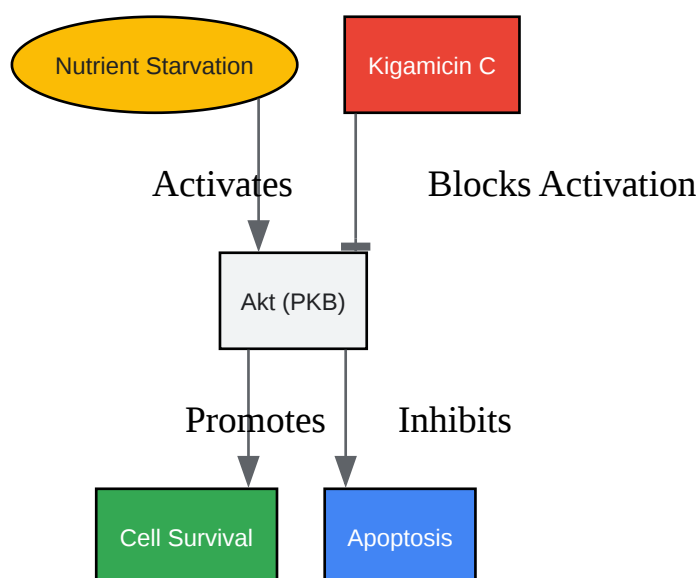 Nutrient Starvation
Kigamicin C
Activates
Blocks Activation
Akt (PKB)
Promotes
Inhibits
Cell Survival
Apoptosis